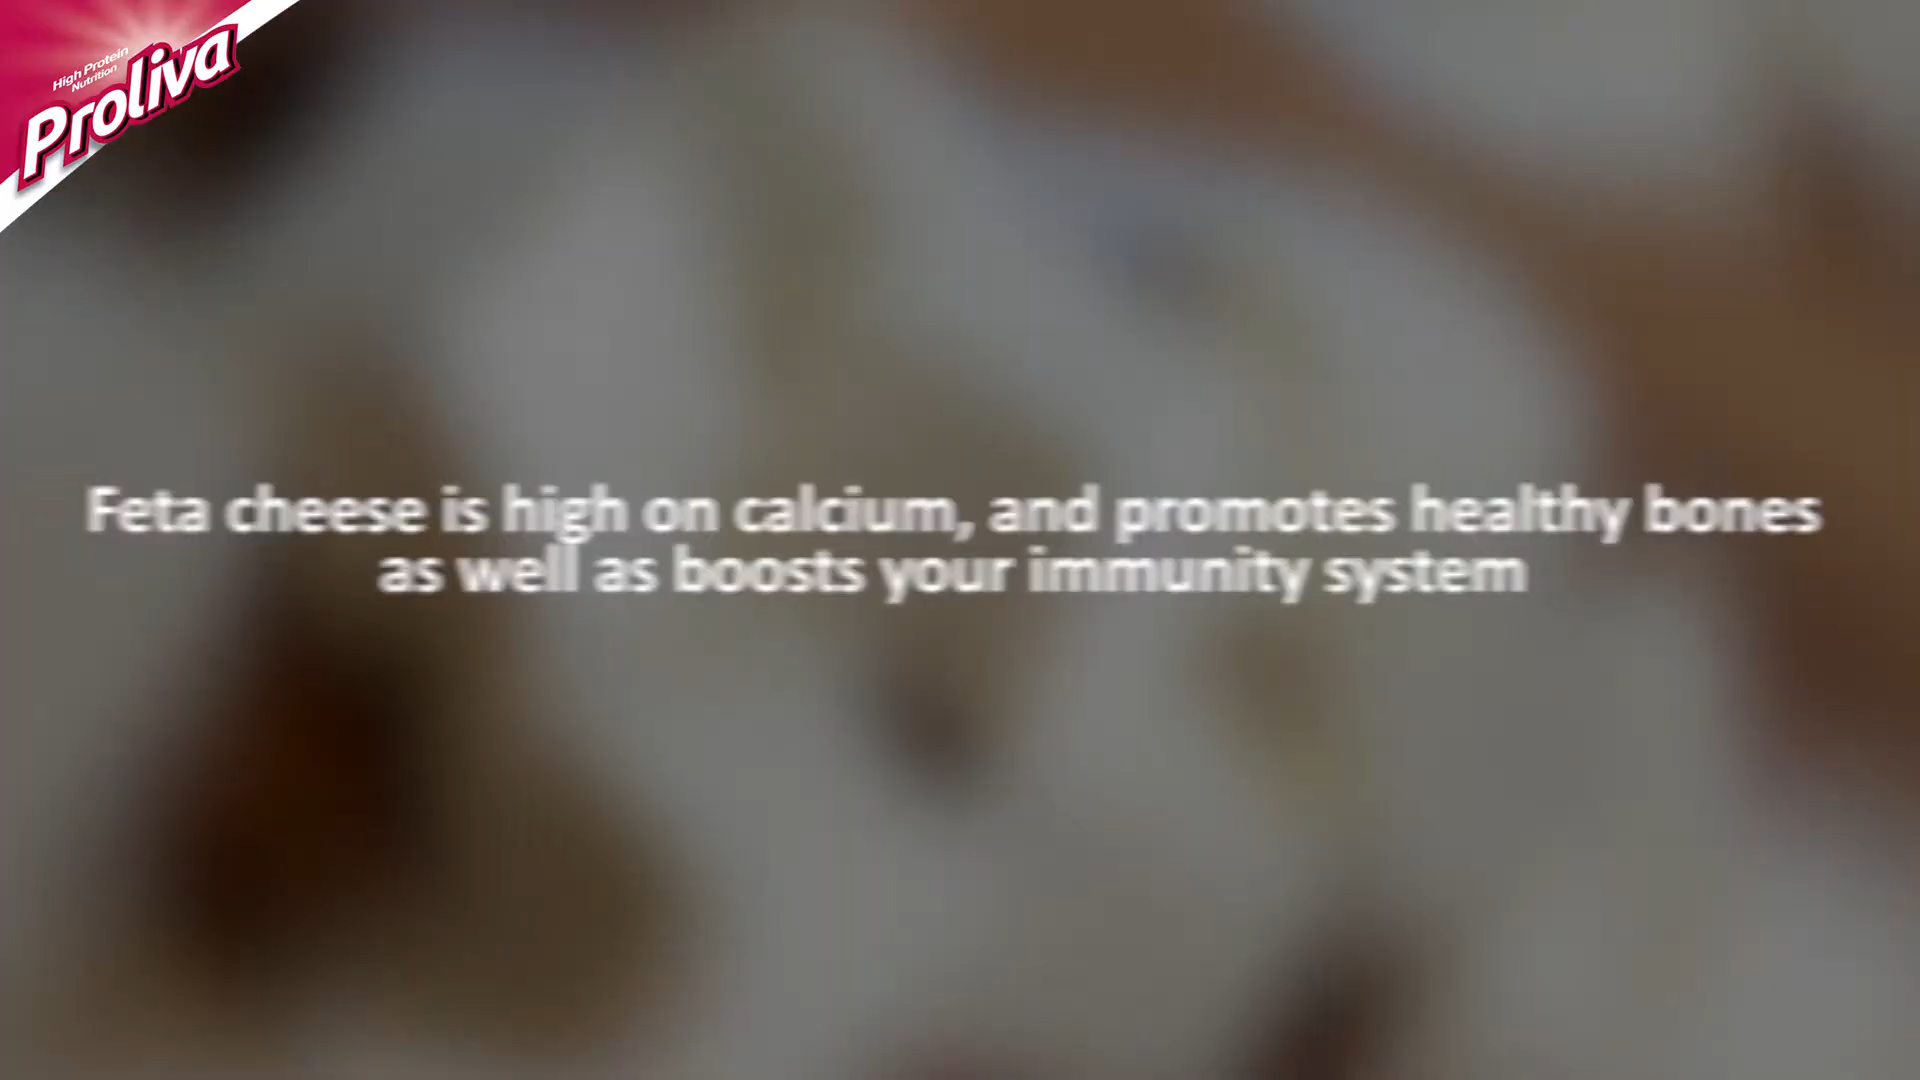 High Protein
Nutrition
Proliva
Feta cheese is high on calcium, and promotes healthy bones
as well as boosts your immunity system